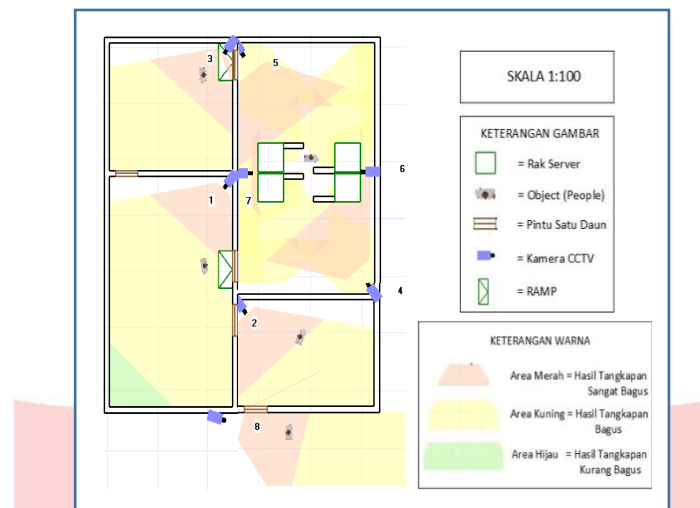 3
5
6
1
7
4
2
8
SKALA 1:100
KETERANGAN GAMBAR
= Rak Server
= Object (People)
= Pintu Satu Daun
= Kamera CCTV
= RAMP
KETERANGAN WARNA
Area Merah = Hasil Tangkapan
Sangat Bagus
Area Kuning = Hasil Tangkapan
Bagus
Area Hijau = Hasil Tangkapan
Kurang Bagus